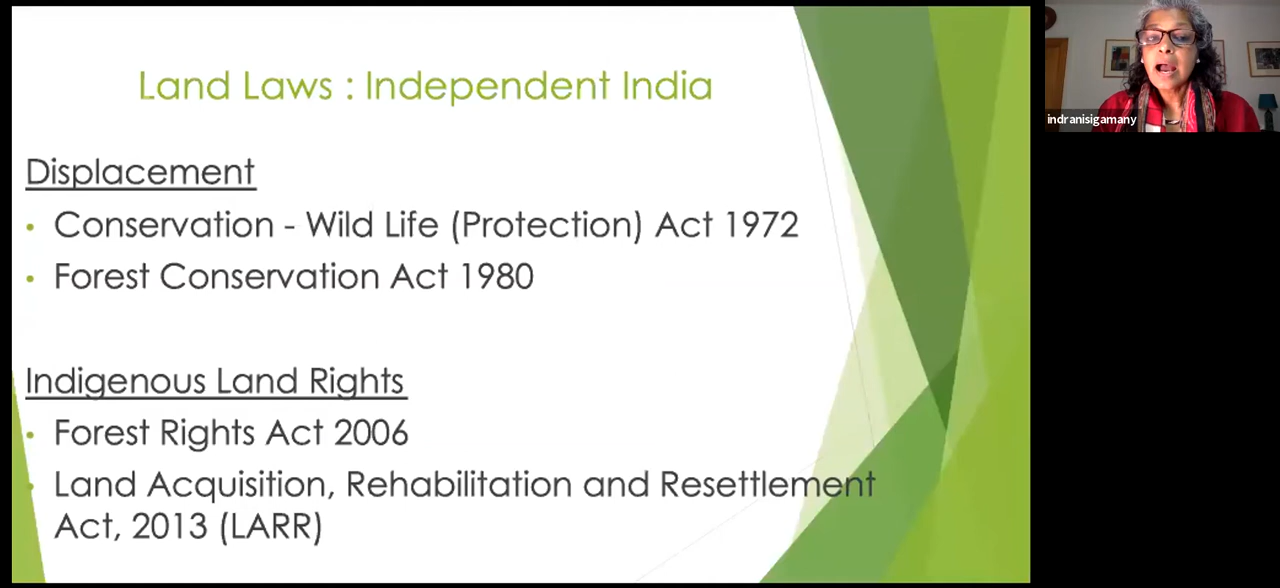 Land Laws : Independent India
indranisigamany
Displacement
• Conservation - Wild Life (Protection) Act 1972
• Forest Conservation Act 1980
Indigenous Land Rights
• Forest Rights Act 2006
• Land Acquisition, Rehabilitation and Resettlement
Act, 2013 (LARR)